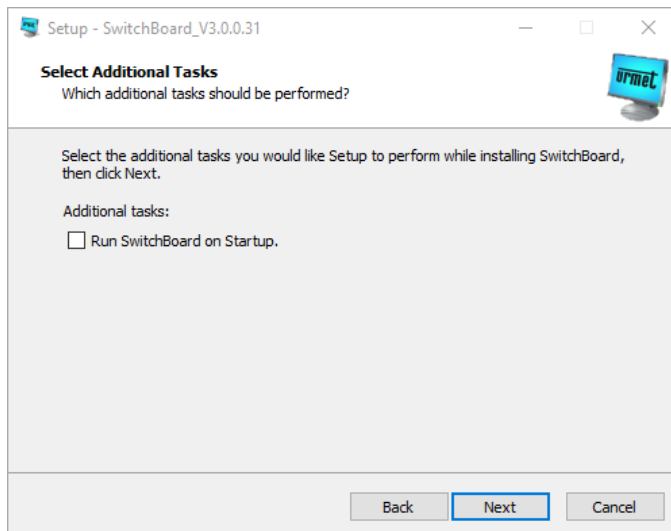 Setup - SwitchBoard_V3.0.0.31
Select Additional Tasks
Which additional tasks should be performed?
urmet
Select the additional tasks you would like Setup to perform while installing SwitchBoard,
then click Next.
Additional tasks:
Run SwitchBoard on Startup.
Back
Next
Cancel